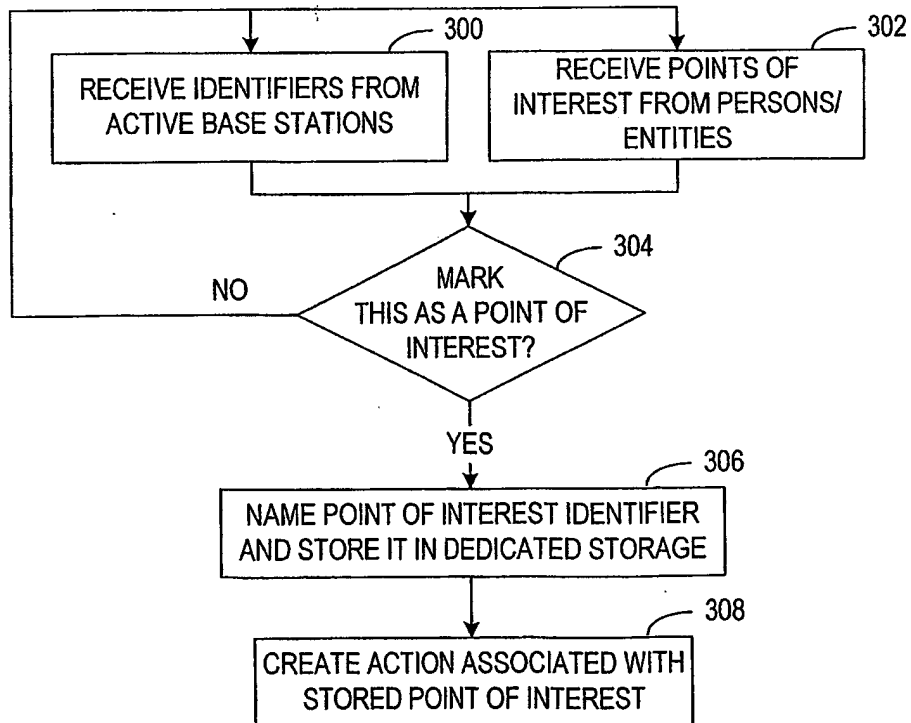 300
302
RECEIVE IDENTIFIERS FROM
ACTIVE BASE STATIONS
RECEIVE POINTS OF
INTEREST FROM PERSONS/
ENTITIES
304
MARK
THIS AS A POINT OF
INTEREST?
NO
YES
306
NAME POINT OF INTEREST IDENTIFIER
AND STORE IT IN DEDICATED STORAGE
308
CREATE ACTION ASSOCIATED WITH
STORED POINT OF INTEREST